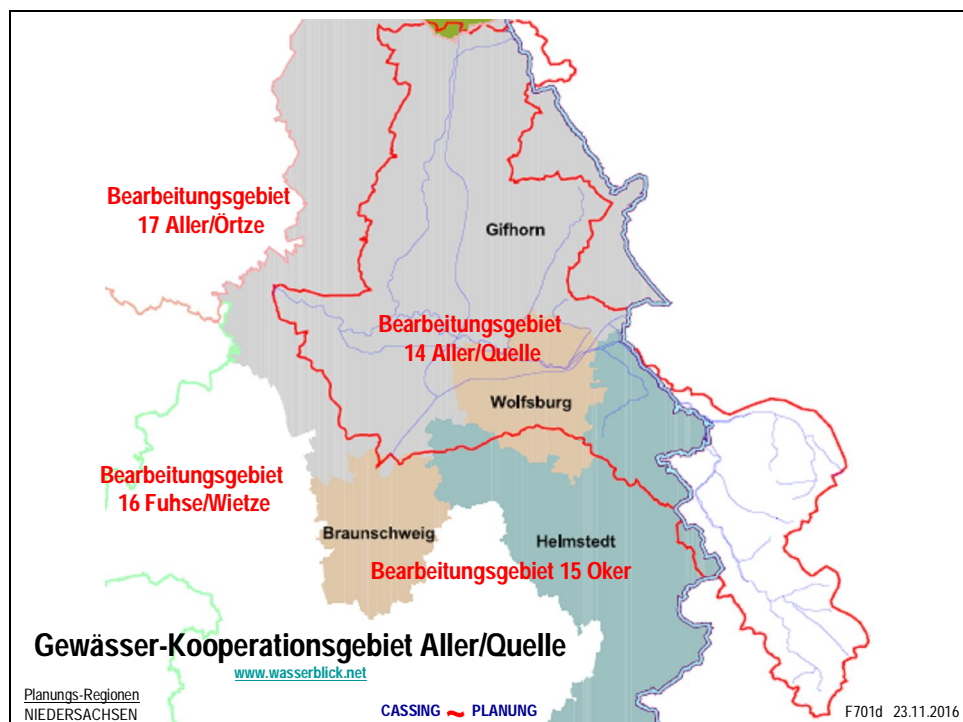 Bearbeitungsgebiet
17 Aller/Örtze
Gifhorn
Bearbeitungsgebiet
14 Aller/Quelle
Wolfsburg
Bearbeitungsgebiet
16 Fuhse/Wietze
Braunschweig
Helmstedt
Bearbeitungsgebiet 15 Oker
Gewässer-Kooperationsgebiet Aller/Quelle
www.wasserblick.net
Planungs-Regionen
NIEDERSACHSEN
CASSING ~ PLANUNG
F701d 23.11.2016